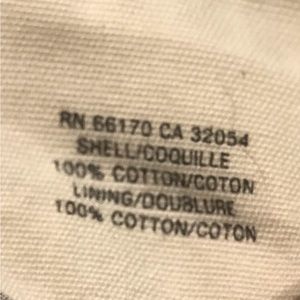 RN 66170 CA 32054
SHELL/COQUILLE
100% COTTON/COTON
LINING/DOUBLURE
100% COTTON/COTON